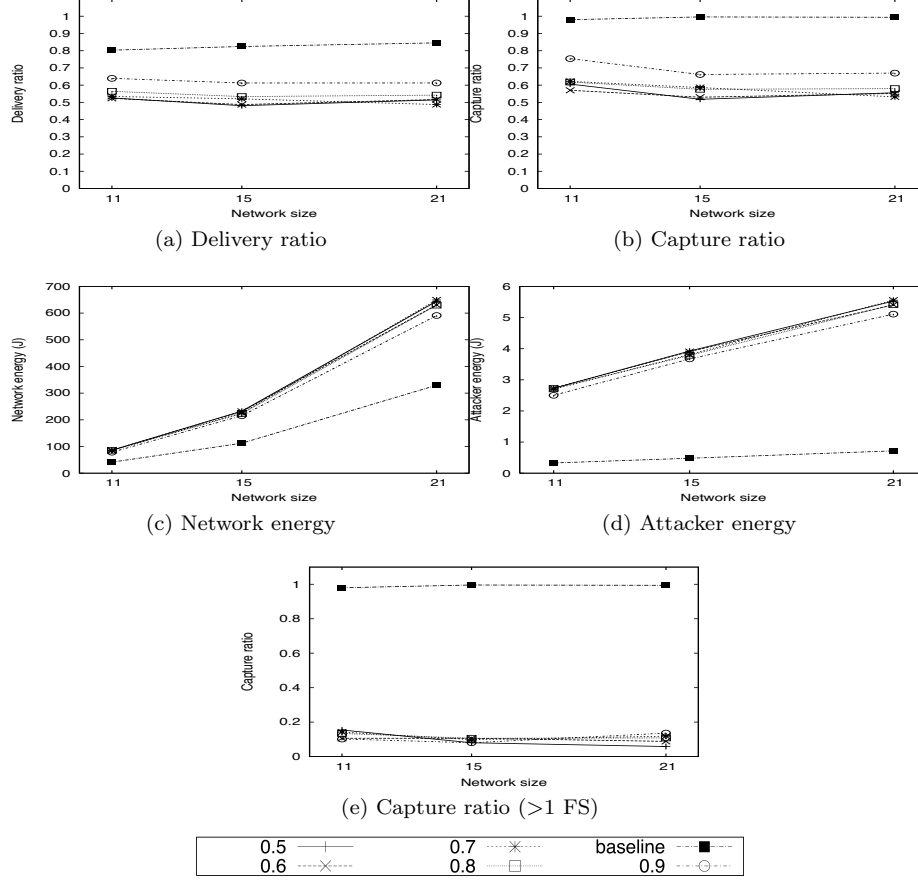 1
0.9
0.8
0.7
0.6
0.5
0.4
0.3
0.2
0.1
0
Delivery ratio
11 15 21
Network size
(a) Delivery ratio
1
0.9
0.8
0.7
0.6
0.5
0.4
0.3
0.2
0.1
0
Capture ratio
11 15 21
Network size
(b) Capture ratio
700
600
500
400
300
200
100
0
Network energy (J)
11 15 21
Network size
(c) Network energy
6
5
4
3
2
1
0
Attacker energy (J)
11 15 21
Network size
(d) Attacker energy
1
0.8
0.6
0.4
0.2
0
Capture ratio
11 15 21
Network size
(e) Capture ratio (>1 FS)
0.5 0.7 baseline
0.6 0.8 0.9